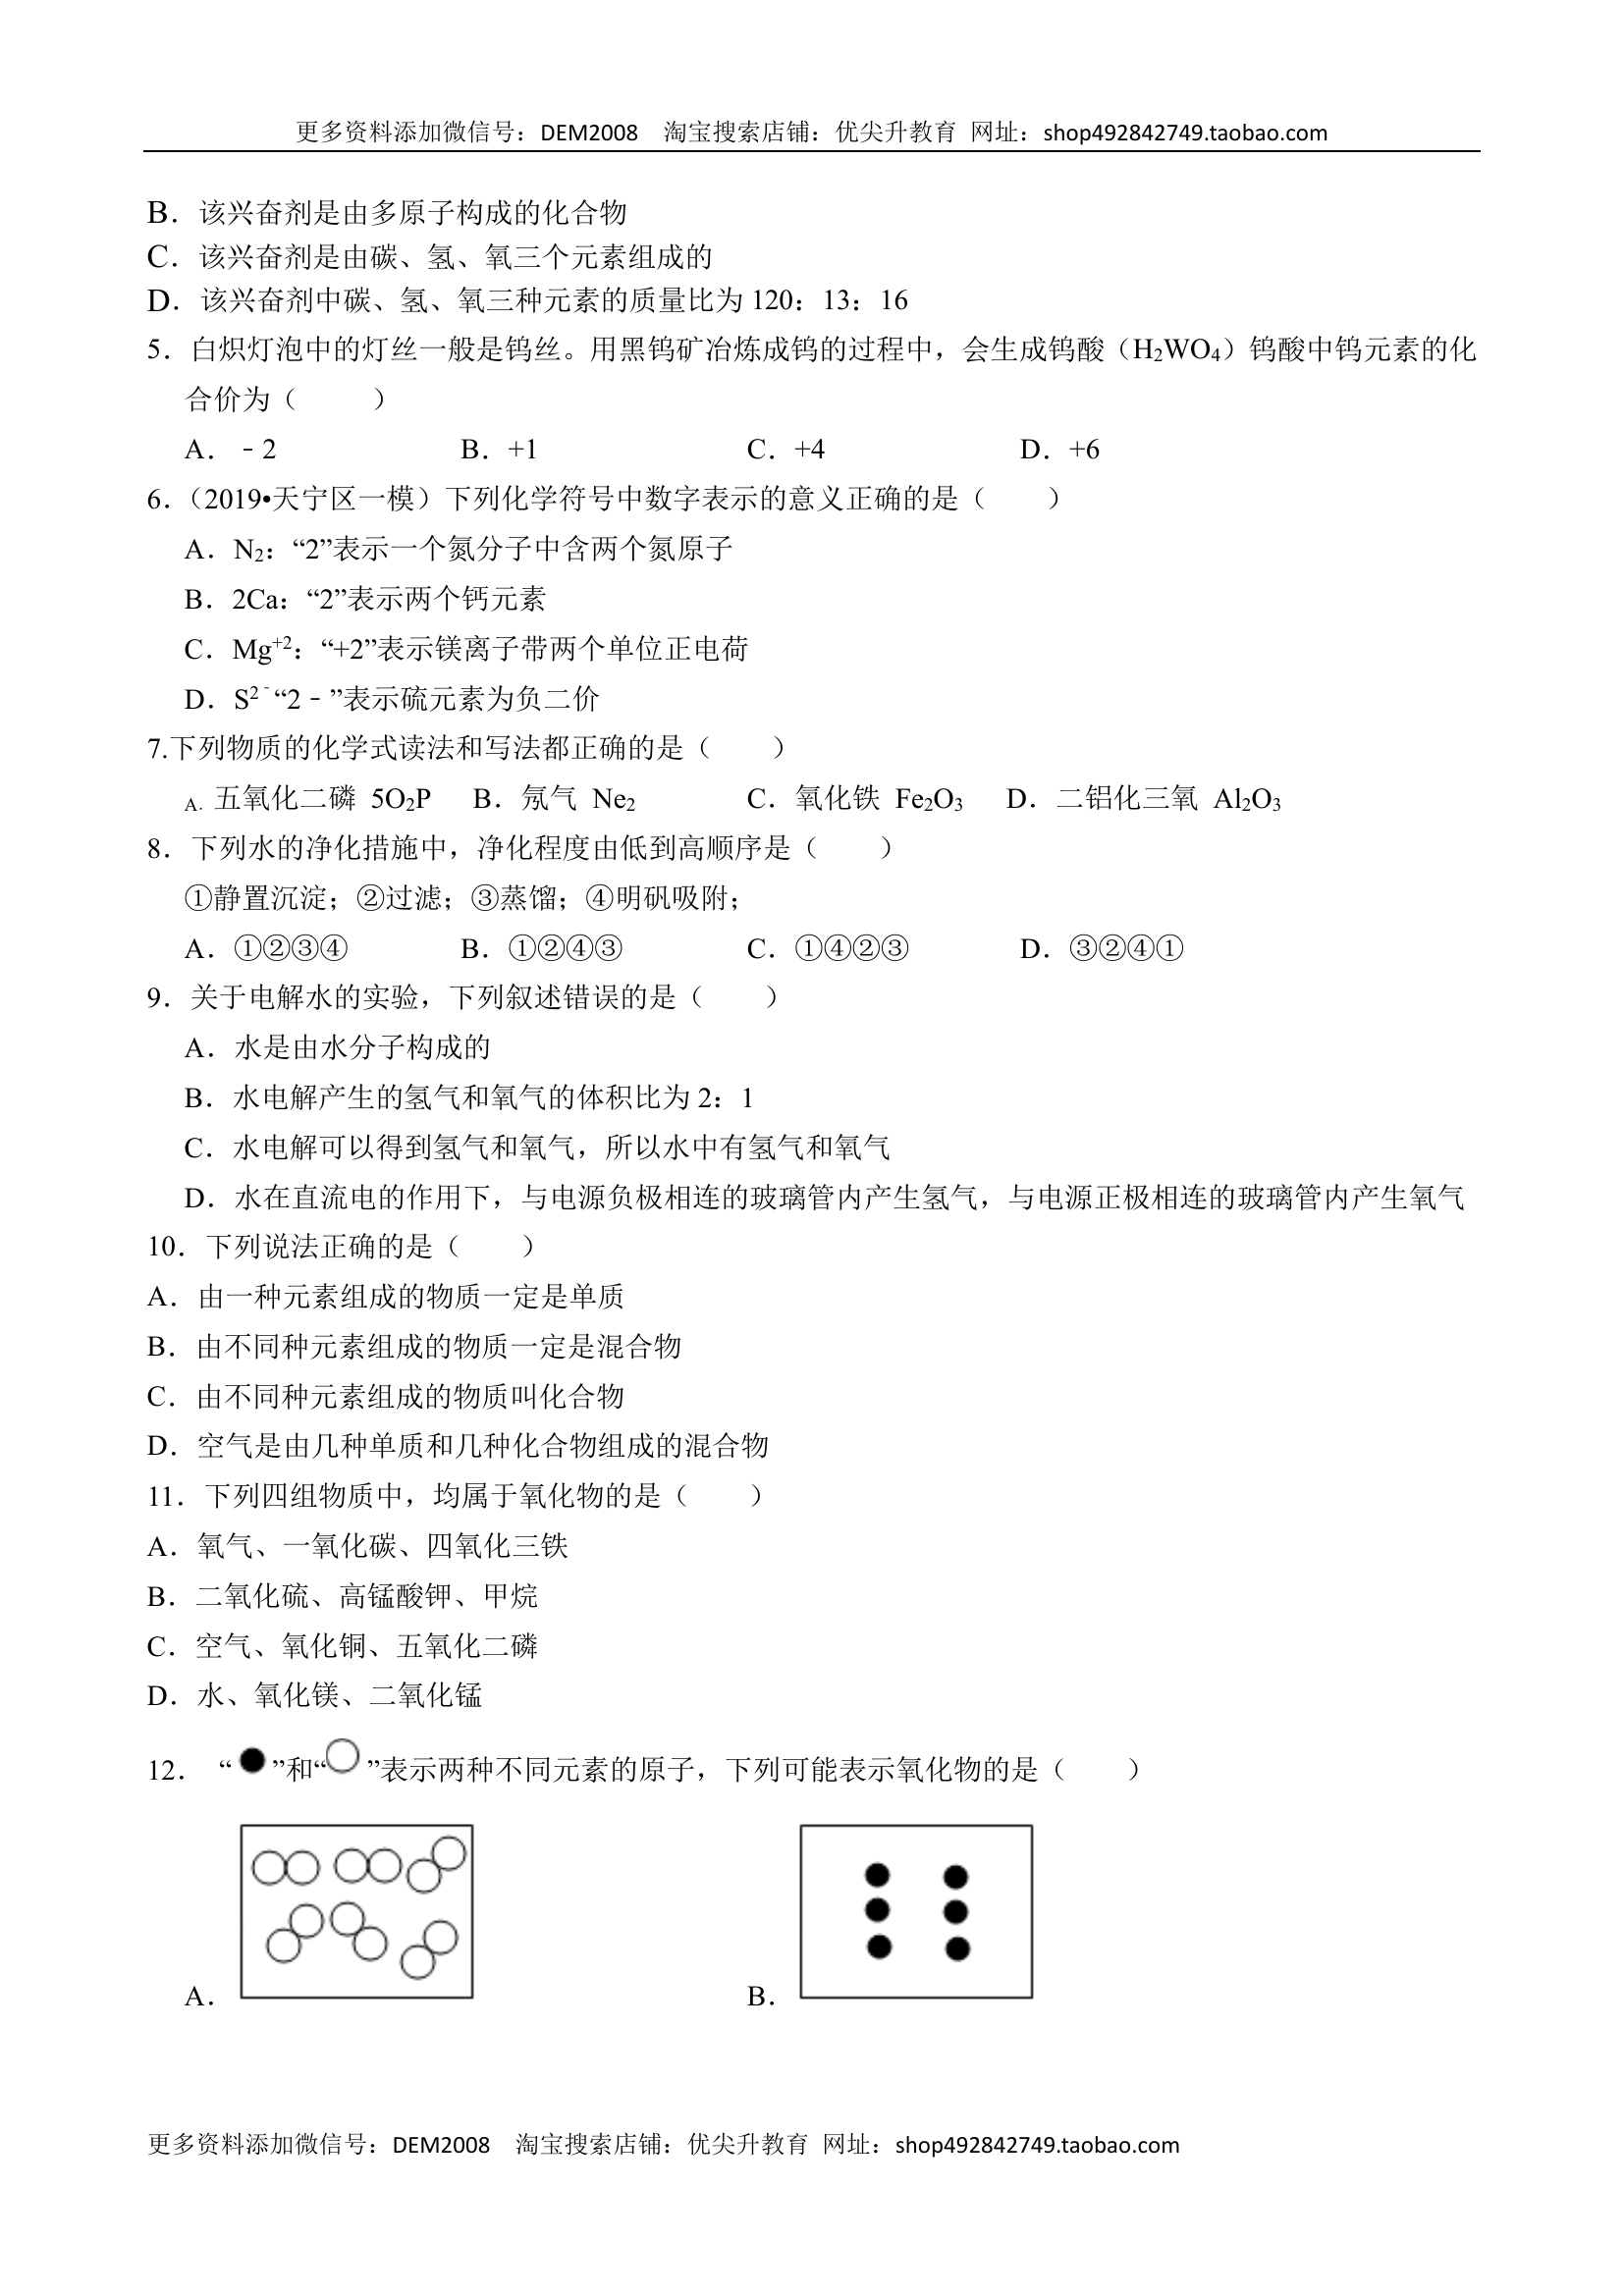 更多资料添加微信号：DEM2008 淘宝搜索店铺：优尖升教育 网址：shop492842749.taobao.com
B．该兴奋剂是由多原子构成的化合物
C．该兴奋剂是由碳、氢、氧三个元素组成的
D．该兴奋剂中碳、氢、氧三种元素的质量比为 120：13：16
5．白炽灯泡中的灯丝一般是钨丝。用黑钨矿冶炼成钨的过程中，会生成钨酸（H₂WO₄）钨酸中钨元素的化
合价为（ ）
A．﹣2 B．+1 C．+4 D．+6
6．（2019•天宁区一模）下列化学符号中数字表示的意义正确的是（ ）
A．N₂：“2”表示一个氮分子中含两个氮原子
B．2Ca：“2”表示两个钙元素
C．Mg⁺²：“+2”表示镁离子带两个单位正电荷
D．S²⁻“2﹣”表示硫元素为负二价
7.下列物质的化学式读法和写法都正确的是（ ）
A. 五氧化二磷 5O₂P B．氖气 Ne₂ C．氧化铁 Fe₂O₃ D．二铝化三氧 Al₂O₃
8．下列水的净化措施中，净化程度由低到高顺序是（ ）
①静置沉淀；②过滤；③蒸馏；④明矾吸附；
A．①②③④ B．①②④③ C．①④②③ D．③②④①
9．关于电解水的实验，下列叙述错误的是（ ）
A．水是由水分子构成的
B．水电解产生的氢气和氧气的体积比为 2：1
C．水电解可以得到氢气和氧气，所以水中有氢气和氧气
D．水在直流电的作用下，与电源负极相连的玻璃管内产生氢气，与电源正极相连的玻璃管内产生氧气
10．下列说法正确的是（ ）
A．由一种元素组成的物质一定是单质
B．由不同种元素组成的物质一定是混合物
C．由不同种元素组成的物质叫化合物
D．空气是由几种单质和几种化合物组成的混合物
11．下列四组物质中，均属于氧化物的是（ ）
A．氧气、一氧化碳、四氧化三铁
B．二氧化硫、高锰酸钾、甲烷
C．空气、氧化铜、五氧化二磷
D．水、氧化镁、二氧化锰
12． “●”和“○”表示两种不同元素的原子，下列可能表示氧化物的是（ ）
A． B．
更多资料添加微信号：DEM2008 淘宝搜索店铺：优尖升教育 网址：shop492842749.taobao.com